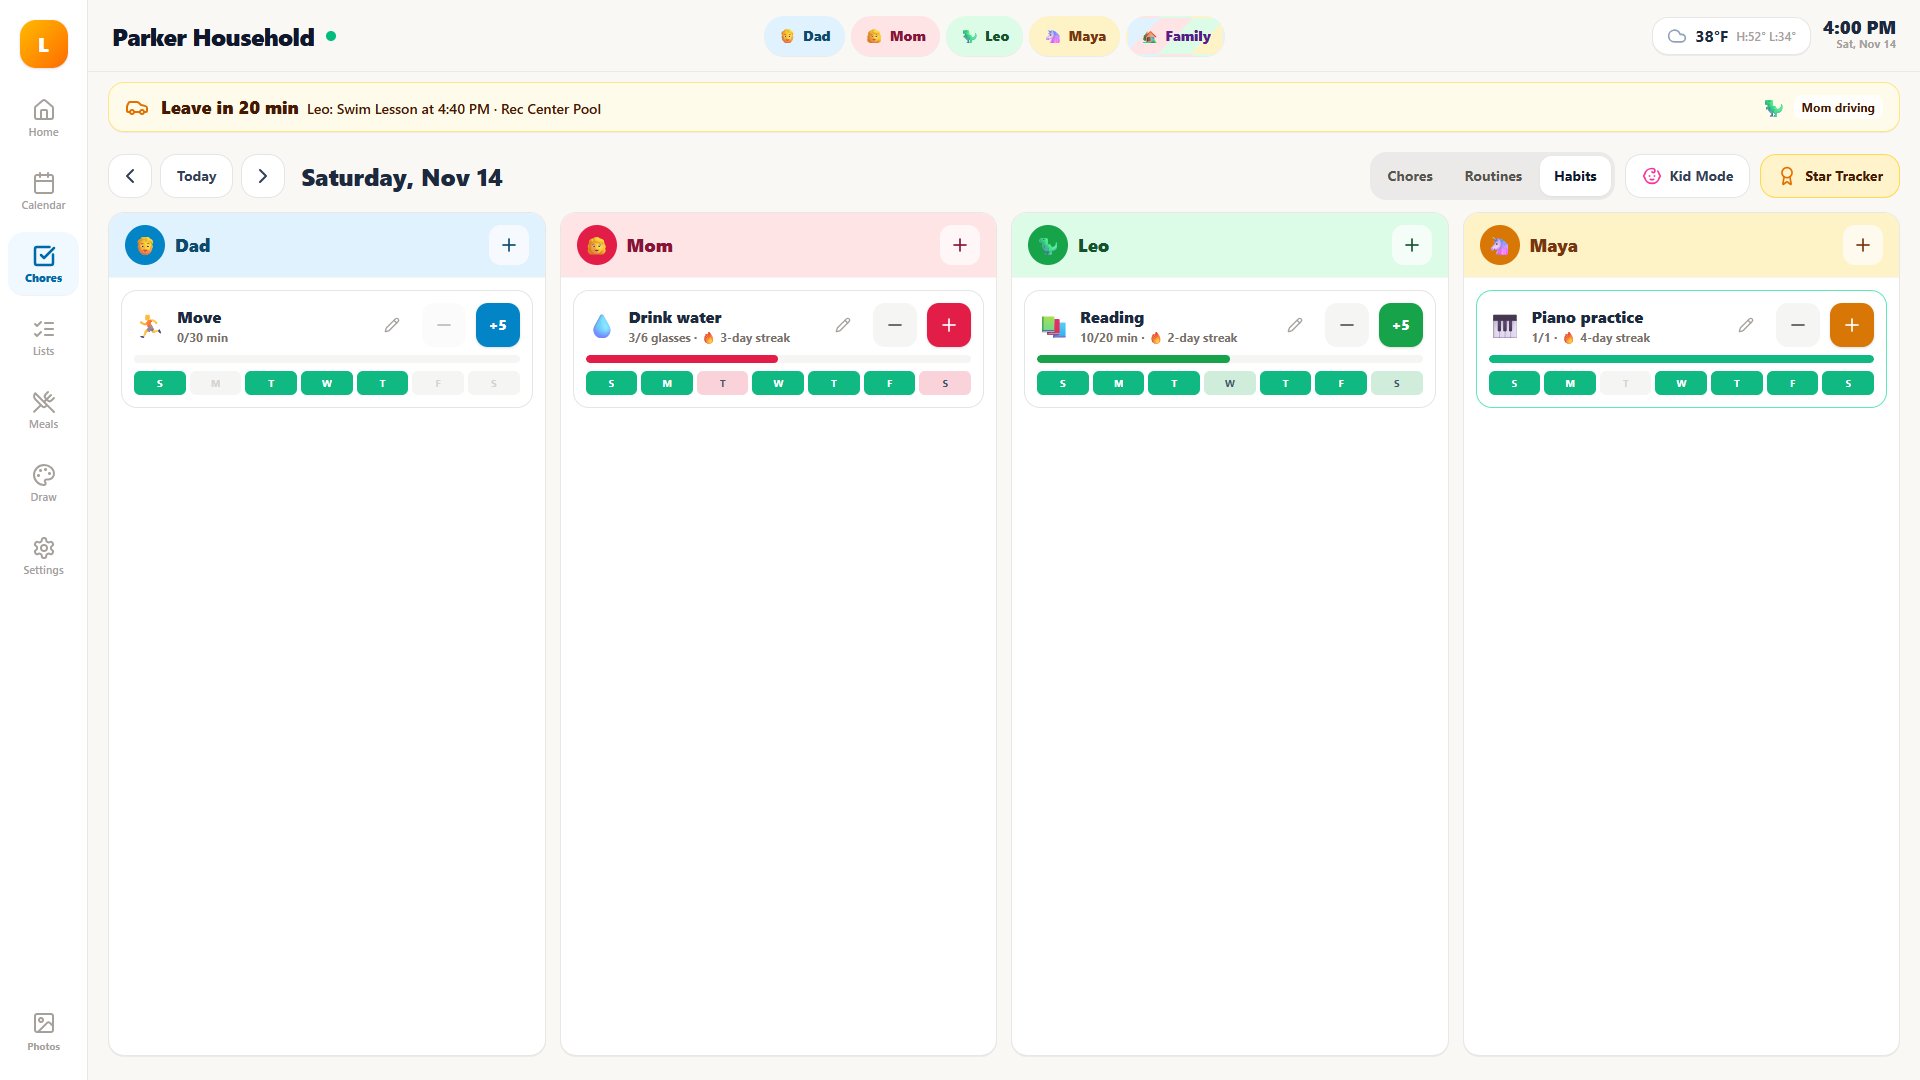 L
Parker Household
Dad
Mom
Leo
Maya
Family
38°F H:52° L:34°
4:00 PM
Sat, Nov 14
Home
Calendar
Chores
Lists
Meals
Draw
Settings
Photos
Leave in 20 min Leo: Swim Lesson at 4:40 PM · Rec Center Pool
Mom driving
Today
Saturday, Nov 14
Chores
Routines
Habits
Kid Mode
Star Tracker
Dad
Move
0/30 min
+5
S M T W T F S
Mom
Drink water
3/6 glasses · 🔥 3-day streak
S M T W T F S
Leo
Reading
10/20 min · 🔥 2-day streak
+5
S M T W T F S
Maya
Piano practice
1/1 · 🔥 4-day streak
S M T W T F S